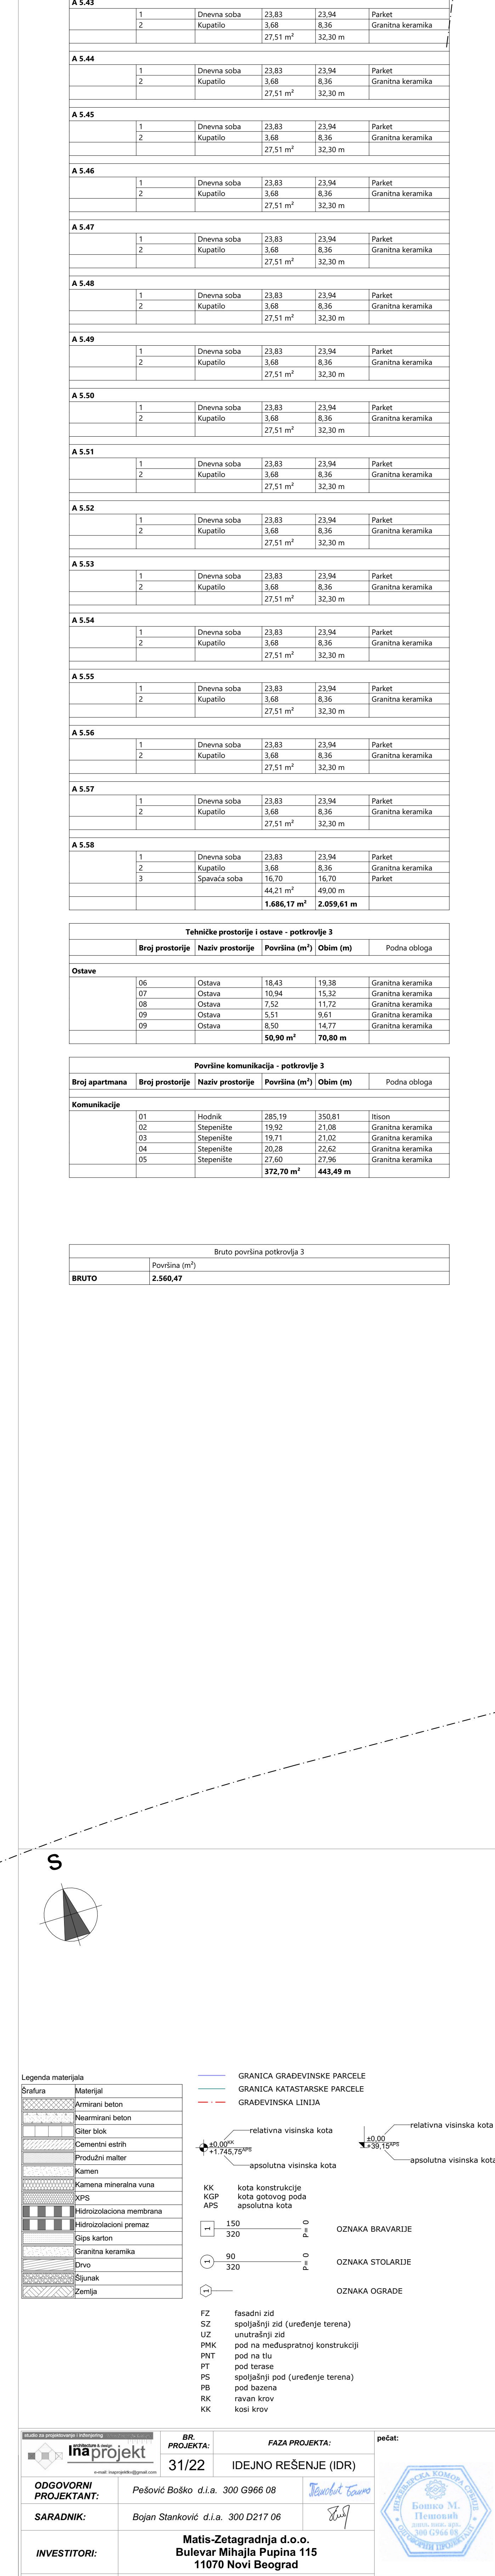 A 5.43
1 Dnevna soba 23,83 23,94 Parket
2 Kupatilo 3,68 8,36 Granitna keramika
27,51 m² 32,30 m
A 5.44
1 Dnevna soba 23,83 23,94 Parket
2 Kupatilo 3,68 8,36 Granitna keramika
27,51 m² 32,30 m
A 5.45
1 Dnevna soba 23,83 23,94 Parket
2 Kupatilo 3,68 8,36 Granitna keramika
27,51 m² 32,30 m
A 5.46
1 Dnevna soba 23,83 23,94 Parket
2 Kupatilo 3,68 8,36 Granitna keramika
27,51 m² 32,30 m
A 5.47
1 Dnevna soba 23,83 23,94 Parket
2 Kupatilo 3,68 8,36 Granitna keramika
27,51 m² 32,30 m
A 5.48
1 Dnevna soba 23,83 23,94 Parket
2 Kupatilo 3,68 8,36 Granitna keramika
27,51 m² 32,30 m
A 5.49
1 Dnevna soba 23,83 23,94 Parket
2 Kupatilo 3,68 8,36 Granitna keramika
27,51 m² 32,30 m
A 5.50
1 Dnevna soba 23,83 23,94 Parket
2 Kupatilo 3,68 8,36 Granitna keramika
27,51 m² 32,30 m
A 5.51
1 Dnevna soba 23,83 23,94 Parket
2 Kupatilo 3,68 8,36 Granitna keramika
27,51 m² 32,30 m
A 5.52
1 Dnevna soba 23,83 23,94 Parket
2 Kupatilo 3,68 8,36 Granitna keramika
27,51 m² 32,30 m
A 5.53
1 Dnevna soba 23,83 23,94 Parket
2 Kupatilo 3,68 8,36 Granitna keramika
27,51 m² 32,30 m
A 5.54
1 Dnevna soba 23,83 23,94 Parket
2 Kupatilo 3,68 8,36 Granitna keramika
27,51 m² 32,30 m
A 5.55
1 Dnevna soba 23,83 23,94 Parket
2 Kupatilo 3,68 8,36 Granitna keramika
27,51 m² 32,30 m
A 5.56
1 Dnevna soba 23,83 23,94 Parket
2 Kupatilo 3,68 8,36 Granitna keramika
27,51 m² 32,30 m
A 5.57
1 Dnevna soba 23,83 23,94 Parket
2 Kupatilo 3,68 8,36 Granitna keramika
27,51 m² 32,30 m
A 5.58
1 Dnevna soba 23,83 23,94 Parket
2 Kupatilo 3,68 8,36 Granitna keramika
3 Spavaća soba 16,70 16,70 Parket
44,21 m² 49,00 m
1.686,17 m² 2.059,61 m
Tehničke prostorije i ostave - potkrovlje 3
Broj prostorije Naziv prostorije Površina (m²) Obim (m) Podna obloga
Ostave
06 Ostava 18,43 19,38 Granitna keramika
07 Ostava 10,94 15,32 Granitna keramika
08 Ostava 7,52 11,72 Granitna keramika
09 Ostava 5,51 9,61 Granitna keramika
09 Ostava 8,50 14,77 Granitna keramika
50,90 m² 70,80 m
Površine komunikacija - potkrovlje 3
Broj apartmana Broj prostorije Naziv prostorije Površina (m²) Obim (m) Podna obloga
Komunikacije
01 Hodnik 285,19 350,81 Itison
02 Stepenište 19,92 21,08 Granitna keramika
03 Stepenište 19,71 21,02 Granitna keramika
04 Stepenište 20,28 22,62 Granitna keramika
05 Stepenište 27,60 27,96 Granitna keramika
372,70 m² 443,49 m
Bruto površina potkrovlja 3
Površina (m²)
BRUTO 2.560,47
S
Legenda materijala
Šrafura Materijal
Armirani beton
Nearmirani beton
Giter blok
Cementni estrih
Produžni malter
Kamen
Kamena mineralna vuna
XPS
Hidroizolaciona membrana
Hidroizolacioni premaz
Gips karton
Granitna keramika
Drvo
Šljunak
Zemlja
GRANICA GRAĐEVINSKE PARCELE
GRANICA KATASTARSKE PARCELE
GRAĐEVINSKA LINIJA
relativna visinska kota
±0,00 KK
+1.745,75 APS
apsolutna visinska kota
relativna visinska kota
±0,00
+39,15 APS
apsolutna visinska kota
KK kota konstrukcije
KGP kota gotovog poda
APS apsolutna kota
1 150 320 P= 0 OZNAKA BRAVARIJE
1 90 320 P= 0 OZNAKA STOLARIJE
1 OZNAKA OGRADE
FZ fasadni zid
SZ spoljašnji zid (uređenje terena)
UZ unutrašnji zid
PMK pod na međuspratnoj konstrukciji
PNT pod na tlu
PT pod terase
PS spoljašnji pod (uređenje terena)
PB pod bazena
RK ravan krov
KK kosi krov
studio za projektovanje i inženjering
architecture & design
Inaprojekt
e-mail: inaprojektko@gmail.com
BR. PROJEKTA: FAZA PROJEKTA: pečat:
31/22 IDEJNO REŠENJE (IDR)
ODGOVORNI PROJEKTANT: Pešović Boško d.i.a. 300 G966 08
SARADNIK: Bojan Stanković d.i.a. 300 D217 06
INVESTITORI:
Matis-Zetagradnja d.o.o.
Bulevar Mihajla Pupina 115
11070 Novi Beograd
ИНЖЕЊЕРСКА КОМОРА СРБИЈЕ
Бошко М.
Пешовић
дипл. инж. арх.
300 G966 08
ОДГОВОРНИ ПРОЈЕКТАНТ